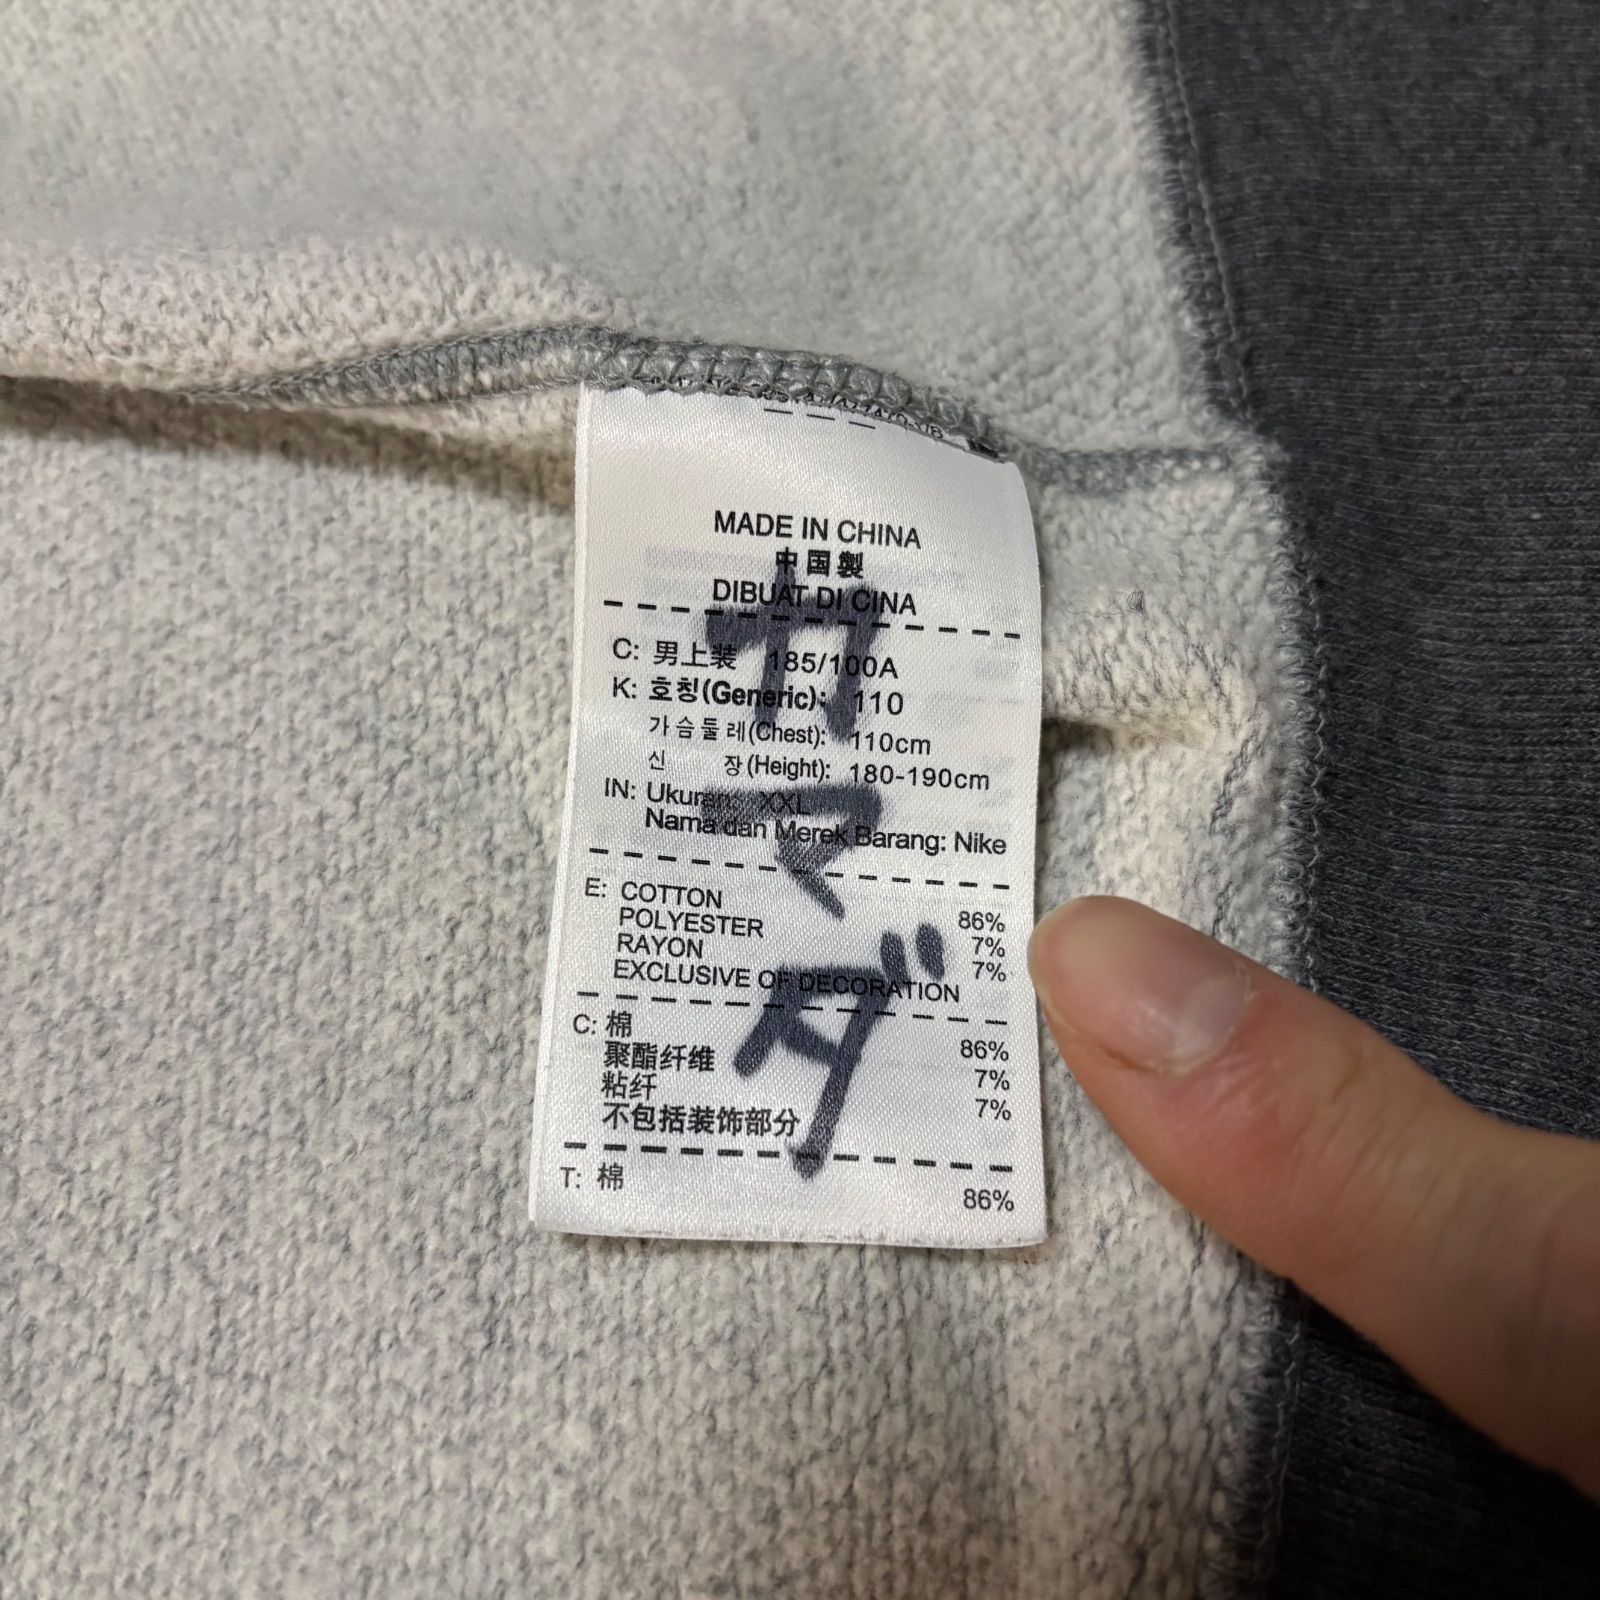 MADE IN CHINA
中国製
DIBUAT DI CINA
C: 男上装 185/100A
K: 호칭(Generic): 110
가슴둘레(Chest): 110cm
신 장(Height): 180-190cm
IN: Ukuran: XXL
Nama dan Merek Barang: Nike
E: COTTON 86%
POLYESTER 7%
RAYON 7%
EXCLUSIVE OF DECORATION
C: 棉 86%
聚酯纤维 7%
粘纤 7%
不包括装饰部分
T: 棉 86%
カマダ